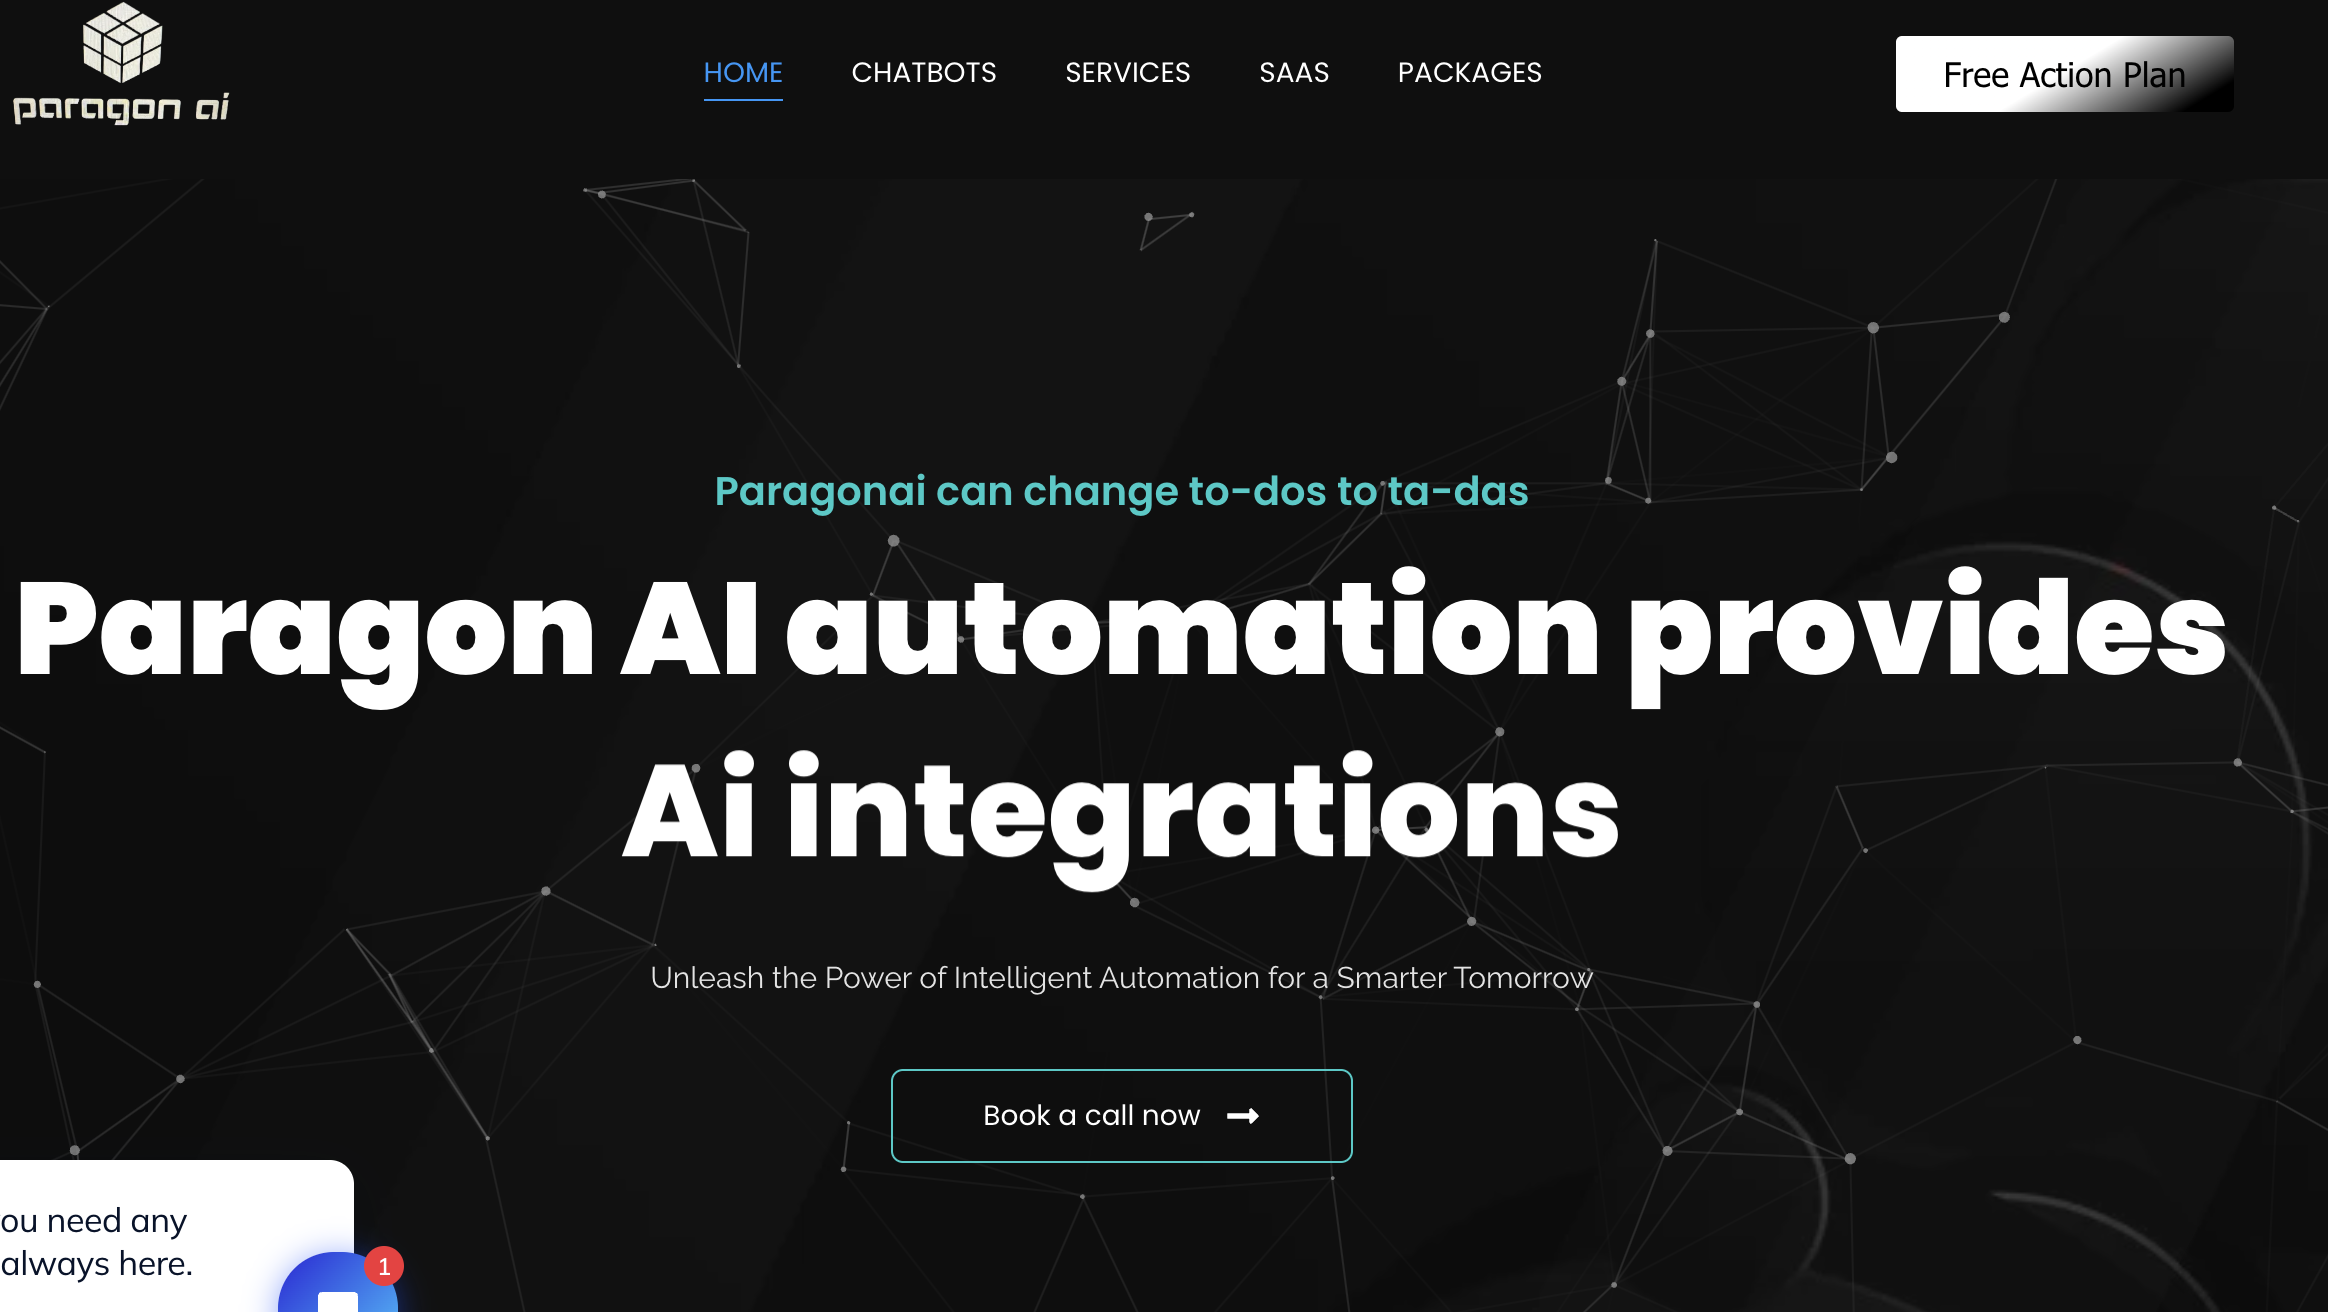 paragon ai
HOME
CHATBOTS
SERVICES
SAAS
PACKAGES
Free Action Plan
Paragonai can change to-dos to ta-das
Paragon AI automation provides
Ai integrations
Unleash the Power of Intelligent Automation for a Smarter Tomorrow
Book a call now
ou need any
always here.
1